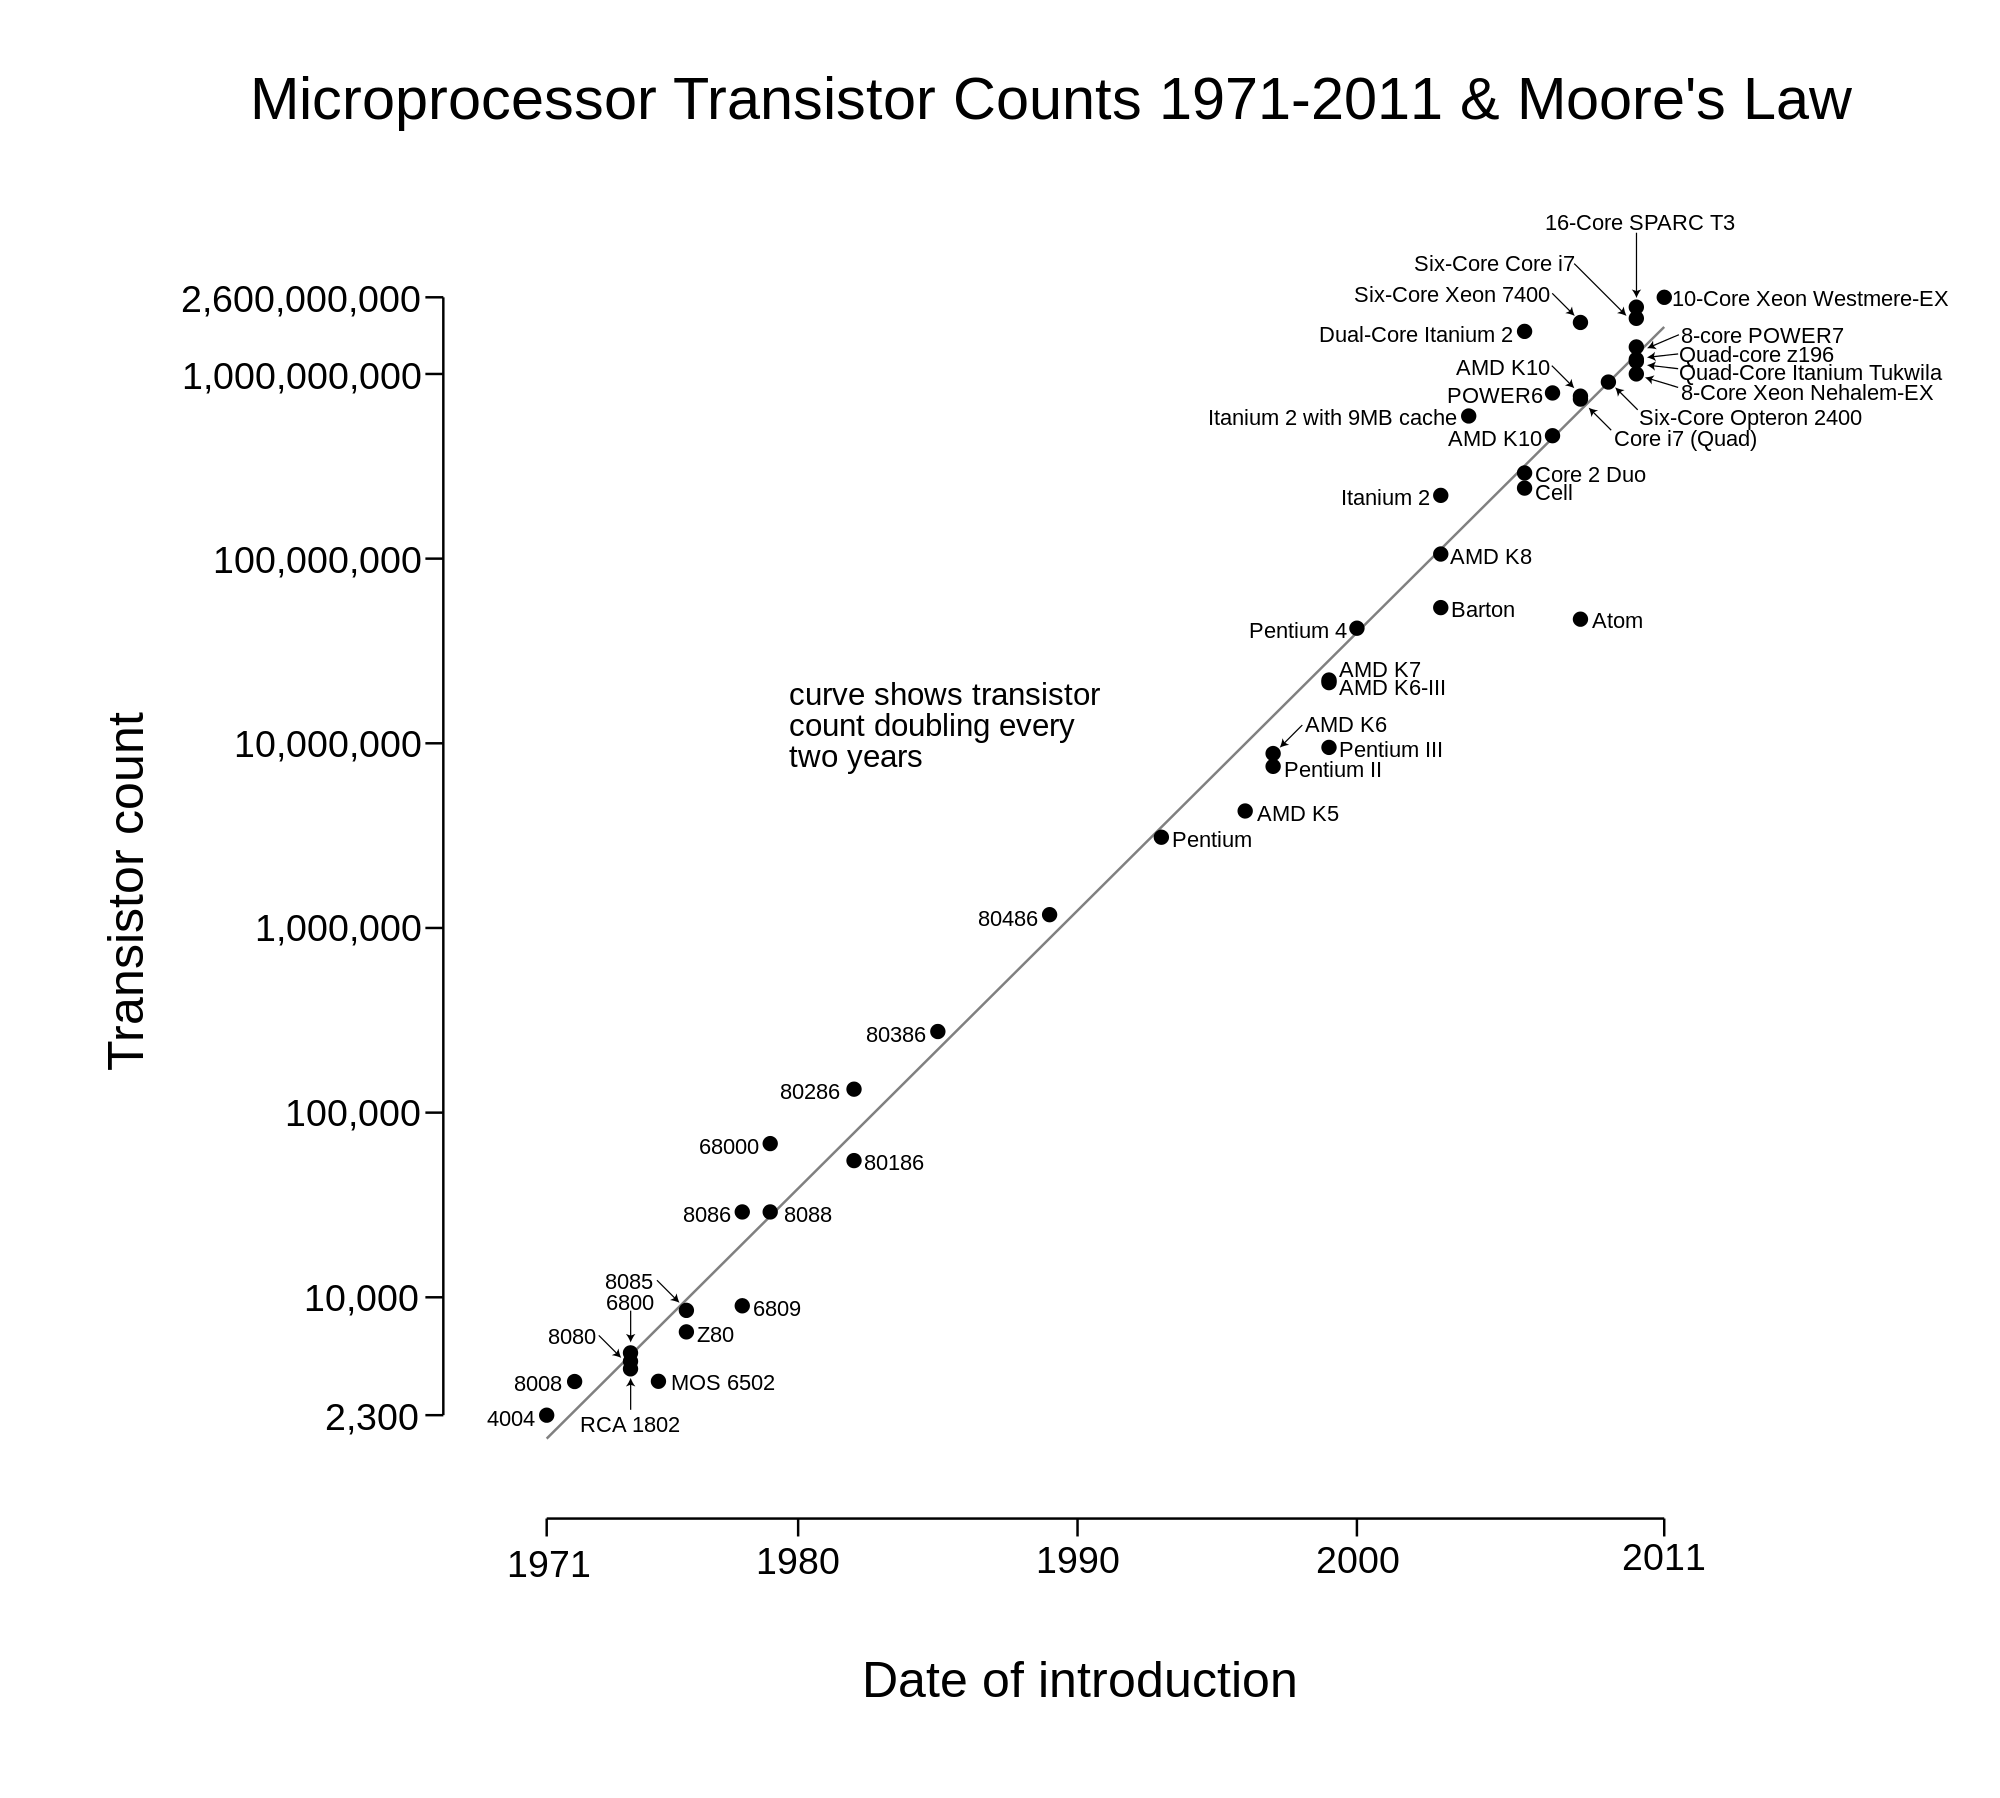 Microprocessor Transistor Counts 1971-2011 & Moore's Law
16-Core SPARC T3
Six-Core Core i7
Six-Core Xeon 7400
10-Core Xeon Westmere-EX
Dual-Core Itanium 2
8-core POWER7
Quad-core z196
AMD K10
Quad-Core Itanium Tukwila
POWER6
8-Core Xeon Nehalem-EX
Itanium 2 with 9MB cache
Six-Core Opteron 2400
AMD K10
Core i7 (Quad)
Core 2 Duo
Cell
Itanium 2
AMD K8
Barton
Atom
Pentium 4
AMD K7
AMD K6-III
curve shows transistor
count doubling every
two years
AMD K6
Pentium III
Pentium II
AMD K5
Pentium
80486
80386
80286
68000
80186
8086
8088
8085
6800
6809
8080
Z80
8008
MOS 6502
4004
RCA 1802
2,600,000,000
1,000,000,000
100,000,000
10,000,000
1,000,000
100,000
10,000
2,300
Transistor count
1971
1980
1990
2000
2011
Date of introduction